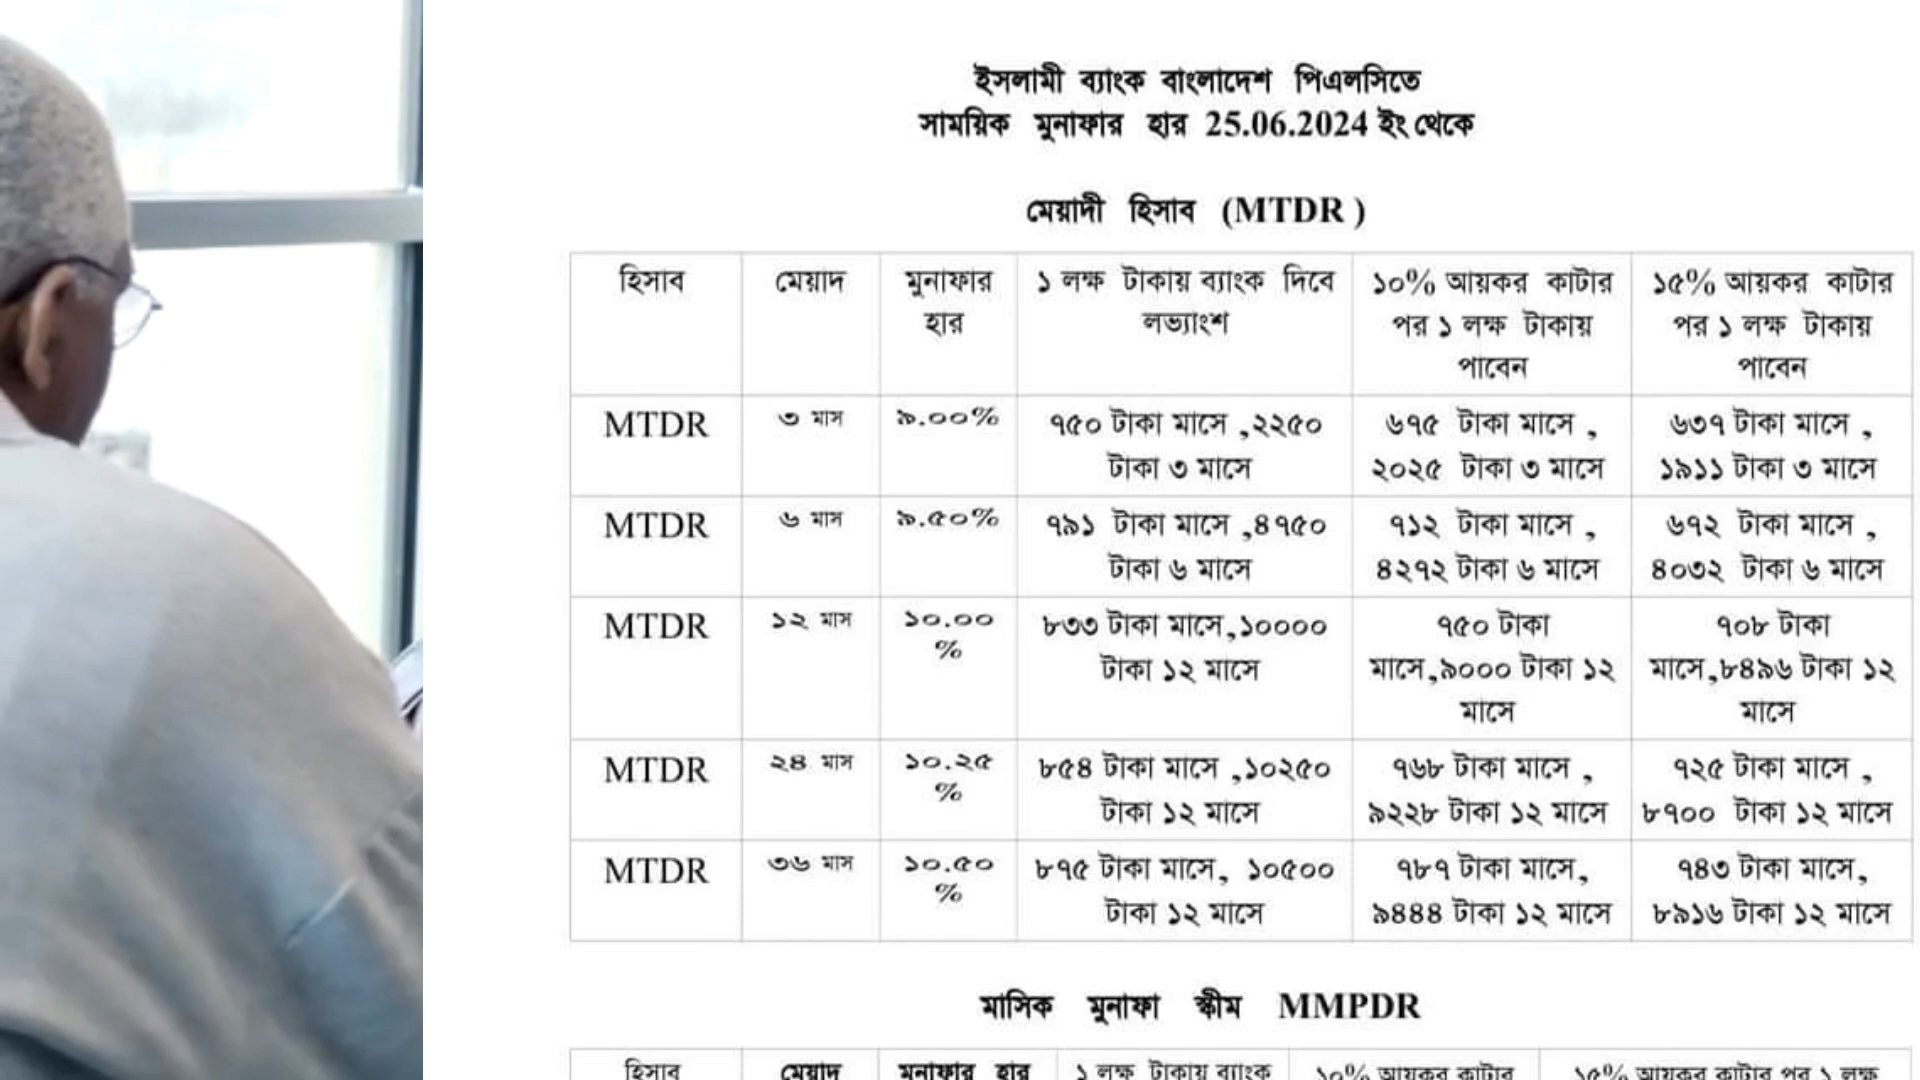 ইসলামী ব্যাংক বাংলাদেশ পিএলসিতে
সাময়িক মুনাফার হার 25.06.2024 ইং থেকে
মেয়াদী হিসাব (MTDR )
হিসাব মেয়াদ মুনাফার হার ১ লক্ষ টাকায় ব্যাংক দিবে লভ্যাংশ ১০% আয়কর কাটার পর ১ লক্ষ টাকায় পাবেন ১৫% আয়কর কাটার পর ১ লক্ষ টাকায় পাবেন
MTDR ৩ মাস ৯.০০% ৭৫০ টাকা মাসে ,২২৫০ টাকা ৩ মাসে ৬৭৫ টাকা মাসে , ২০২৫ টাকা ৩ মাসে ৬৩৭ টাকা মাসে , ১৯১১ টাকা ৩ মাসে
MTDR ৬ মাস ৯.৫০% ৭৯১ টাকা মাসে ,৪৭৫০ টাকা ৬ মাসে ৭১২ টাকা মাসে , ৪২৭২ টাকা ৬ মাসে ৬৭২ টাকা মাসে , ৪০৩২ টাকা ৬ মাসে
MTDR ১২ মাস ১০.০০ % ৮৩৩ টাকা মাসে,১০০০০ টাকা ১২ মাসে ৭৫০ টাকা মাসে,৯০০০ টাকা ১২ মাসে ৭০৮ টাকা মাসে,৮৪৯৬ টাকা ১২ মাসে
MTDR ২৪ মাস ১০.২৫ % ৮৫৪ টাকা মাসে ,১০২৫০ টাকা ১২ মাসে ৭৬৮ টাকা মাসে , ৯২২৮ টাকা ১২ মাসে ৭২৫ টাকা মাসে , ৮৭০০ টাকা ১২ মাসে
MTDR ৩৬ মাস ১০.৫০ % ৮৭৫ টাকা মাসে, ১০৫০০ টাকা ১২ মাসে ৭৮৭ টাকা মাসে, ৯৪৪৪ টাকা ১২ মাসে ৭৪৩ টাকা মাসে, ৮৯১৬ টাকা ১২ মাসে
মাসিক মুনাফা স্কীম MMPDR
হিসাব মেয়াদ মুনাফার হার ১ লক্ষ টাকায় ব্যাংক ১০% আয়কর কাটার ১৫% আয়কর কাটার পর ১ লক্ষ